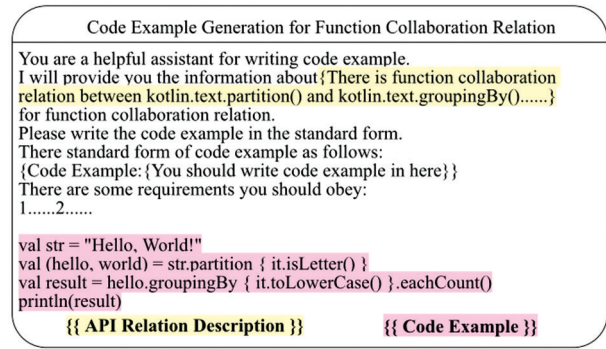 Code Example Generation for Function Collaboration Relation
You are a helpful assistant for writing code example.
I will provide you the information about{There is function collaboration
relation between kotlin.text.partition() and kotlin.text.groupingBy()......}
for function collaboration relation.
Please write the code example in the standard form.
There standard form of code example as follows:
{Code Example:{You should write code example in here}}
There are some requirements you should obey:
1......2......
val str = "Hello, World!"
val (hello, world) = str.partition { it.isLetter() }
val result = hello.groupingBy { it.toLowerCase() }.eachCount()
println(result)
{{ API Relation Description }} {{ Code Example }}